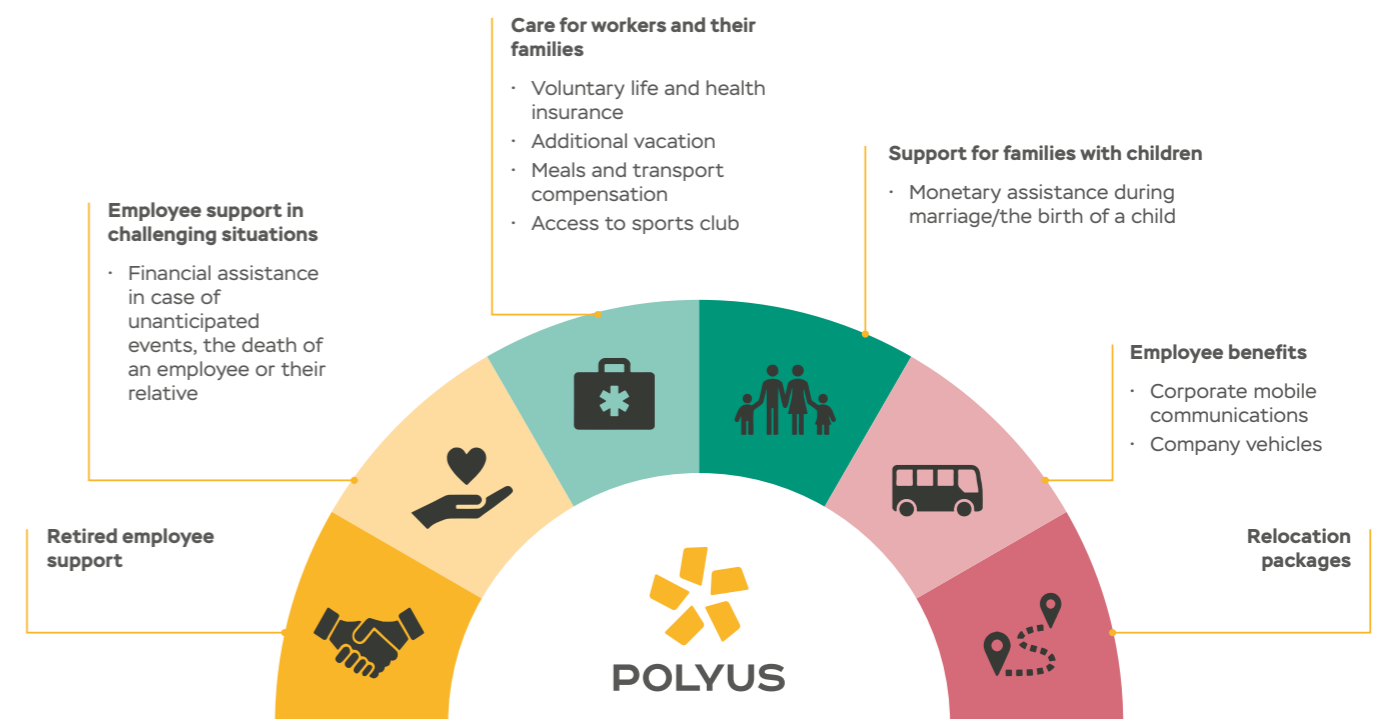 Care for workers and their
families
· Voluntary life and health
insurance
· Additional vacation
· Meals and transport
compensation
· Access to sports club
Support for families with children
· Monetary assistance during
marriage/the birth of a child
Employee support in
challenging situations
· Financial assistance
in case of
unanticipated
events, the death of
an employee or their
relative
Employee benefits
· Corporate mobile
communications
· Company vehicles
Retired employee
support
Relocation
packages
POLYUS